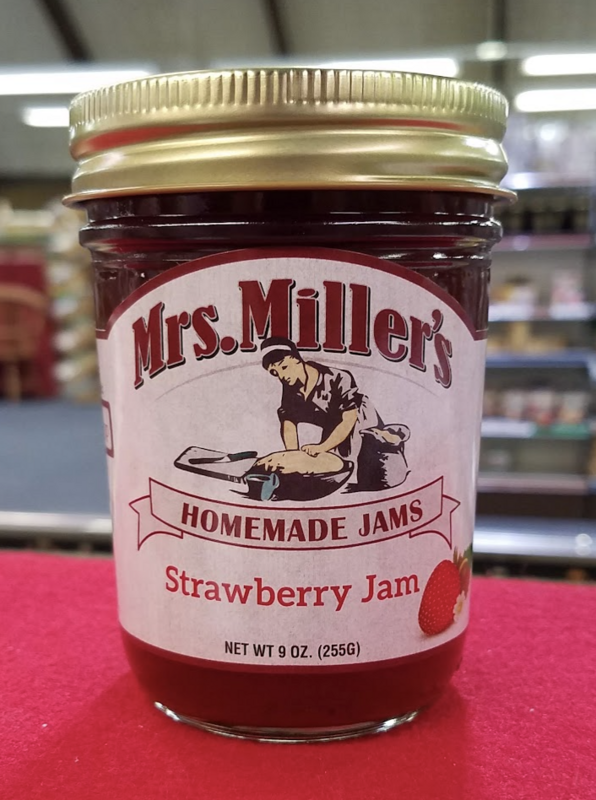 Mrs. Miller's
HOMEMADE JAMS
Strawberry Jam
NET WT 9 OZ. (255G)